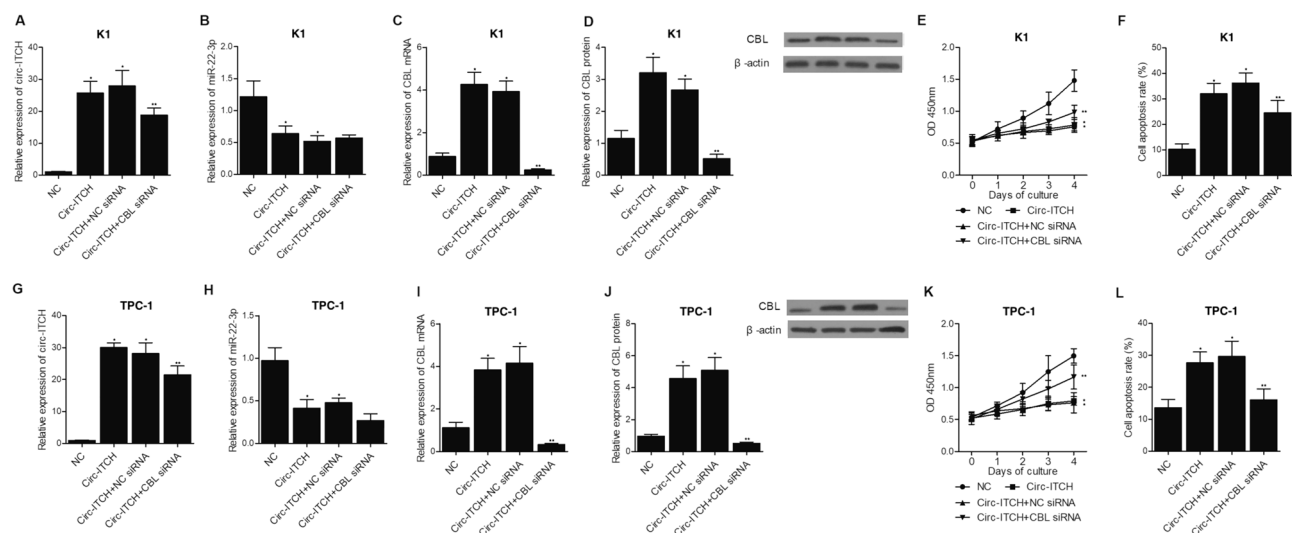 A
K1
Relative expression of circ-ITCH
40
30
20
10
0
*
*
**
NC
Circ-ITCH
Circ-ITCH+NC siRNA
Circ-ITCH+CBL siRNA
B
K1
Relative expression of miR-22-3p
2.0
1.5
1.0
0.5
0.0
*
*
NC
Circ-ITCH
Circ-ITCH+NC siRNA
Circ-ITCH+CBL siRNA
C
K1
Relative expression of CBL mRNA
6
4
2
0
*
*
**
NC
Circ-ITCH
Circ-ITCH+NC siRNA
Circ-ITCH+CBL siRNA
D
K1
Relative expression of CBL protein
4
3
2
1
0
*
*
**
NC
Circ-ITCH
Circ-ITCH+NC siRNA
Circ-ITCH+CBL siRNA
CBL
β -actin
E
K1
OD 450nm
2.0
1.5
1.0
0.5
0.0
**
*
*
0 1 2 3 4
Days of culture
NC Circ-ITCH
Circ-ITCH+NC siRNA
Circ-ITCH+CBL siRNA
F
K1
Cell apoptosis rate (%)
50
40
30
20
10
0
*
*
**
NC
Circ-ITCH
Circ-ITCH+NC siRNA
Circ-ITCH+CBL siRNA
G
TPC-1
Relative expression of circ-ITCH
40
30
20
10
0
*
*
**
NC
Circ-ITCH
Circ-ITCH+NC siRNA
Circ-ITCH+CBL siRNA
H
TPC-1
Relative expression of miR-22-3p
1.5
1.0
0.5
0.0
*
*
NC
Circ-ITCH
Circ-ITCH+NC siRNA
Circ-ITCH+CBL siRNA
I
TPC-1
Relative expression of CBL mRNA
6
4
2
0
*
*
**
NC
Circ-ITCH
Circ-ITCH+NC siRNA
Circ-ITCH+CBL siRNA
J
TPC-1
Relative expression of CBL protein
8
6
4
2
0
*
*
**
NC
Circ-ITCH
Circ-ITCH+NC siRNA
Circ-ITCH+CBL siRNA
CBL
β -actin
K
TPC-1
OD 450nm
2.0
1.5
1.0
0.5
0.0
**
*
*
0 1 2 3 4
Days of culture
NC Circ-ITCH
Circ-ITCH+NC siRNA
Circ-ITCH+CBL siRNA
L
TPC-1
Cell apoptosis rate (%)
40
30
20
10
0
*
*
**
NC
Circ-ITCH
Circ-ITCH+NC siRNA
Circ-ITCH+CBL siRNA